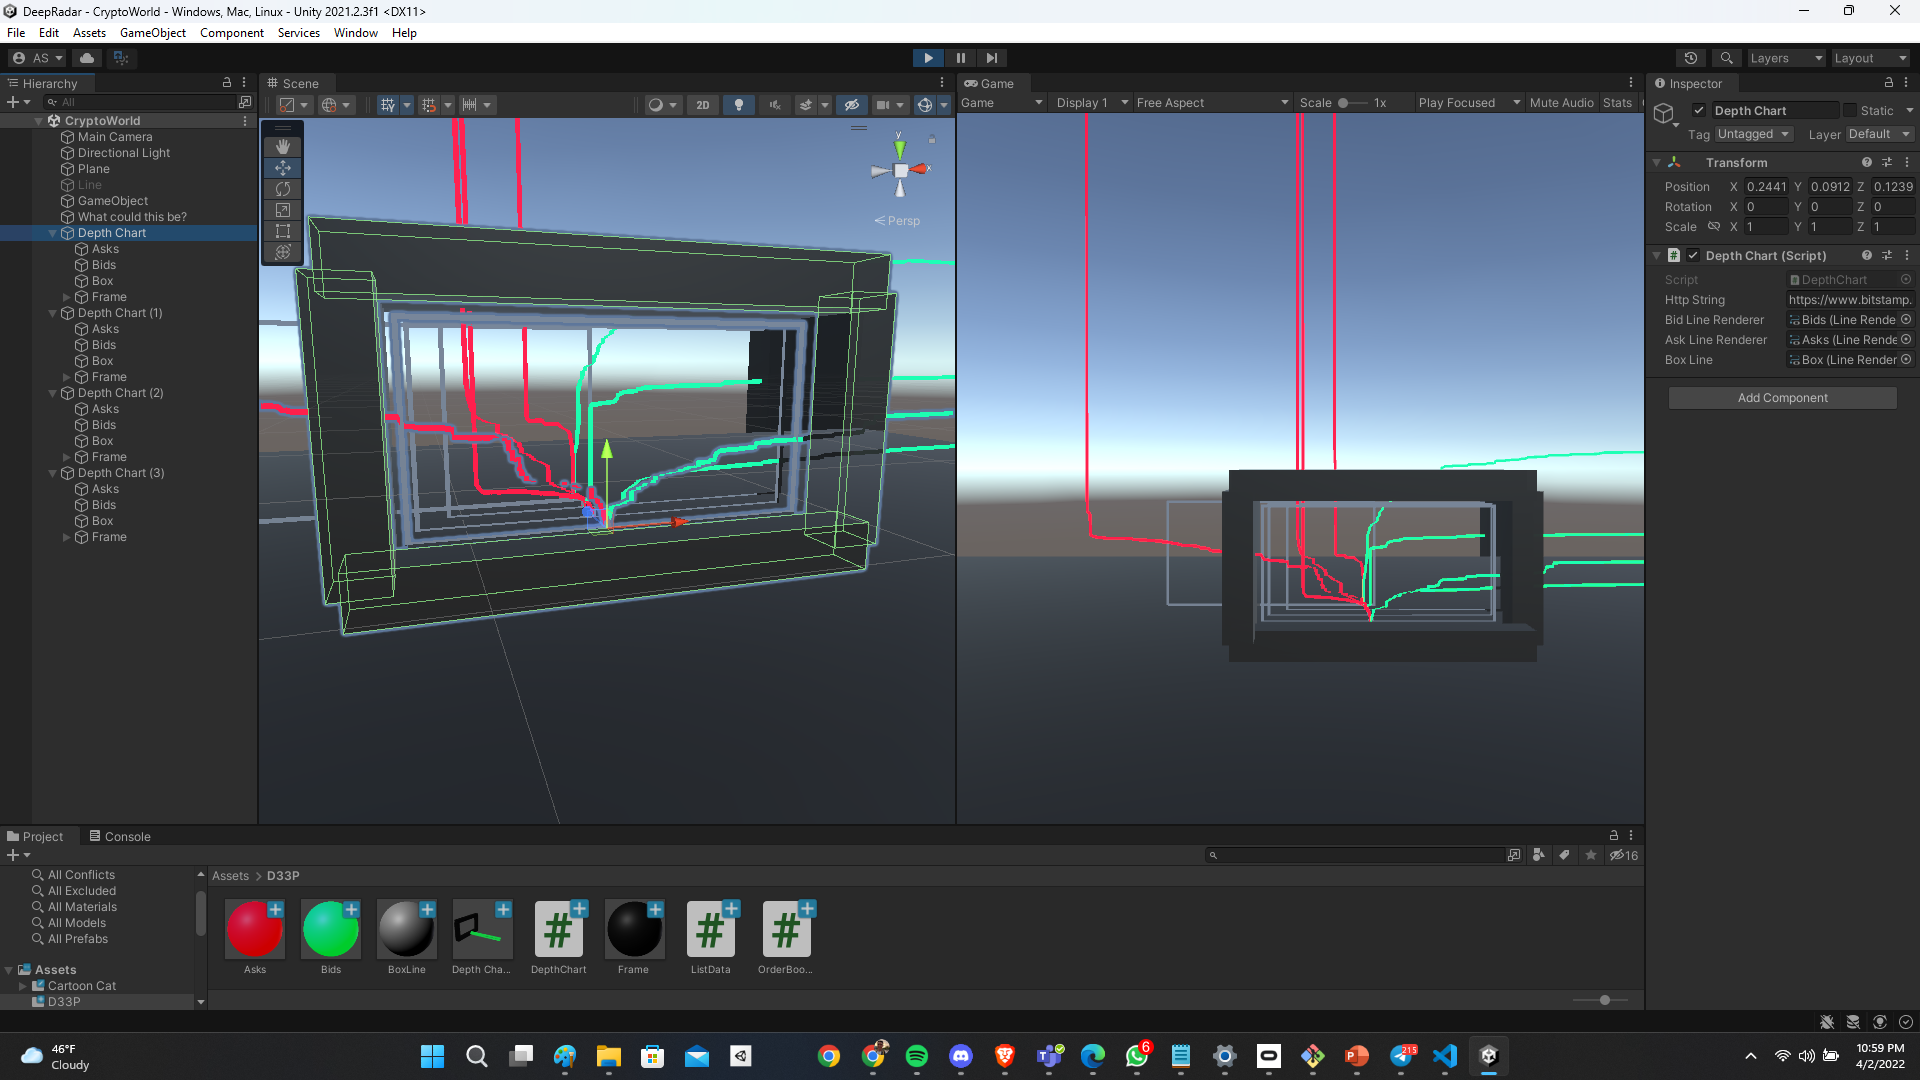 DeepRadar - CryptoWorld - Windows, Mac, Linux - Unity 2021.2.3f1 <DX11>
File Edit Assets GameObject Component Services Window Help
AS
Layers Layout
Hierarchy
All
CryptoWorld
Main Camera
Directional Light
Plane
Line
GameObject
What could this be?
Depth Chart
Asks
Bids
Box
Frame
Depth Chart (1)
Asks
Bids
Box
Frame
Depth Chart (2)
Asks
Bids
Box
Frame
Depth Chart (3)
Asks
Bids
Box
Frame
Scene
2D
y
x
< Persp
Game
Game Display 1 Free Aspect Scale 1x Play Focused Mute Audio Stats
Inspector
Depth Chart Static
Tag Untagged Layer Default
Transform
Position X 0.2441 Y 0.0912 Z 0.1239
Rotation X 0 Y 0 Z 0
Scale X 1 Y 1 Z 1
# Depth Chart (Script)
Script DepthChart
Http String https://www.bitstamp.
Bid Line Renderer Bids (Line Rende
Ask Line Renderer Asks (Line Rende
Box Line Box (Line Render
Add Component
Project Console
16
All Conflicts
All Excluded
All Materials
All Models
All Prefabs
Assets
Cartoon Cat
D33P
Assets > D33P
# # #
Asks Bids BoxLine Depth Cha... DepthChart Frame ListData OrderBoo...
46°F
Cloudy
6
215
10:59 PM
4/2/2022